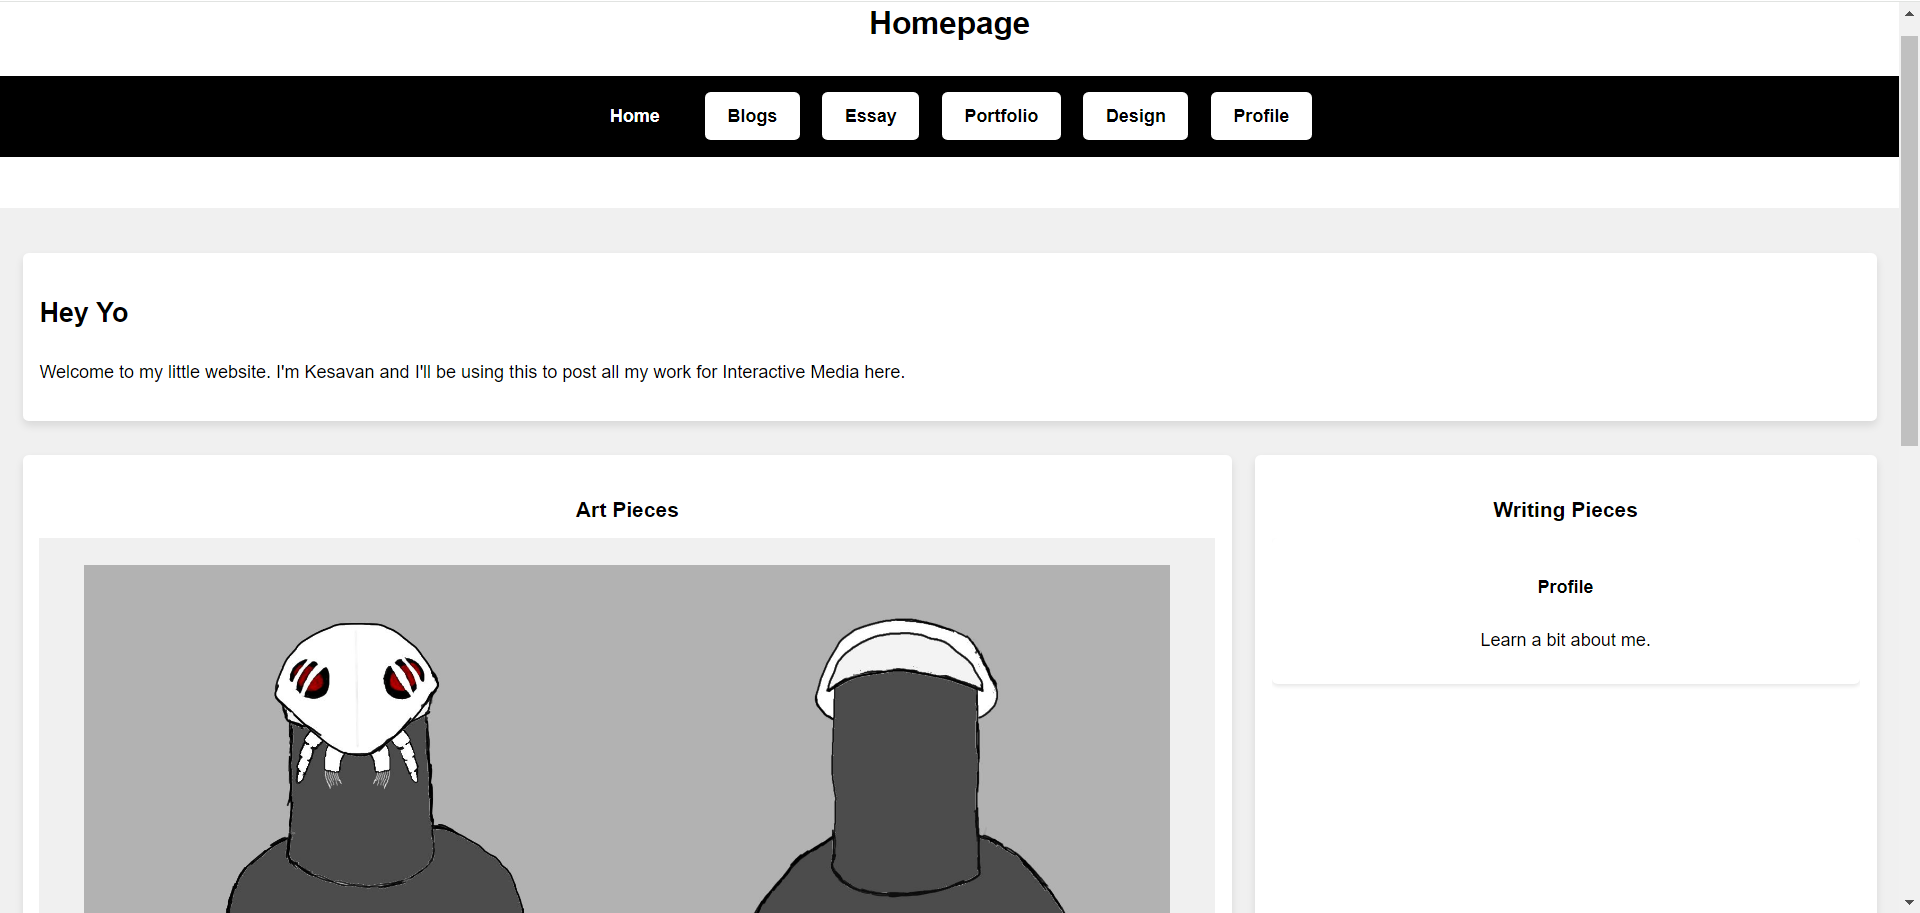 Homepage
Home Blogs Essay Portfolio Design Profile
Hey Yo
Welcome to my little website. I'm Kesavan and I'll be using this to post all my work for Interactive Media here.
Art Pieces
Writing Pieces
Profile
Learn a bit about me.